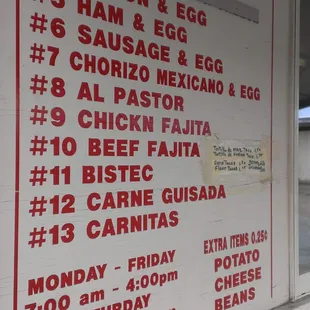 & EGG
HAM & EGG
#6 SAUSAGE & EGG
#7 CHORIZO MEXICANO & EGG
#8 AL PASTOR
#9 CHICKN FAJITA
#10 BEEF FAJITA
#11 BISTEC
#12 CARNE GUISADA
#13 CARNITAS
MONDAY - FRIDAY
7:00 am - 4:00pm
EXTRA ITEMS 0.25¢
POTATO
CHEESE
BEANS